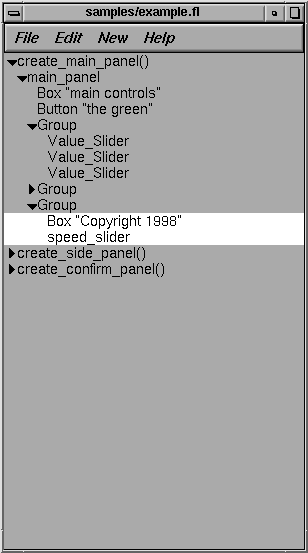 samples/example.fl
File Edit New Help
create_main_panel()
main_panel
Box "main controls"
Button "the green"
Group
Value_Slider
Value_Slider
Value_Slider
Group
Group
Box "Copyright 1998"
speed_slider
create_side_panel()
create_confirm_panel()